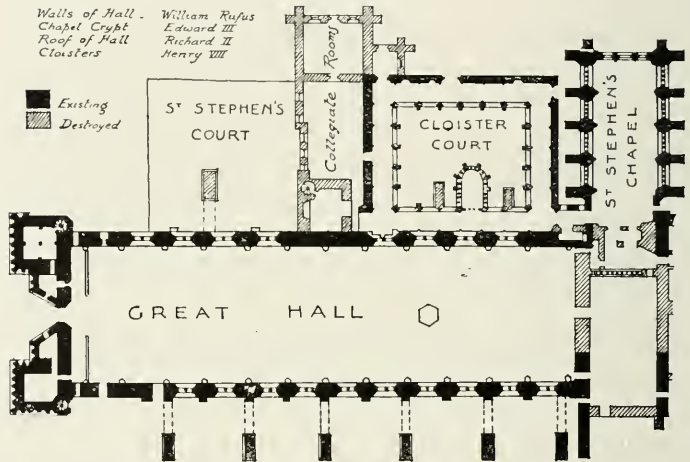 Walls of Hall - William Rufus
Chapel Crypt Edward III
Roof of Hall Richard II
Cloisters Henry VIII
Existing
Destroyed
ST STEPHEN'S
COURT
Collegiate Rooms
CLOISTER
COURT
ST STEPHEN'S
CHAPEL
GREAT HALL